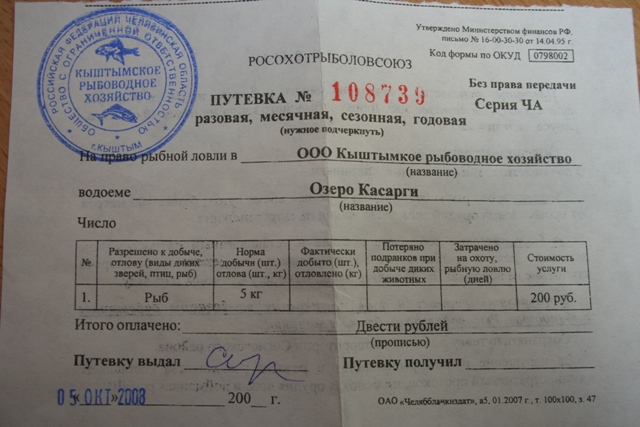 РОССИЙСКАЯ ФЕДЕРАЦИЯ ЧЕЛЯБИНСКАЯ ОБЛАСТЬ
ОБЩЕСТВО С ОГРАНИЧЕННОЙ ОТВЕТСТВЕННОСТЬЮ
КЫШТЫМСКОЕ
РЫБОВОДНОЕ
ХОЗЯЙСТВО
г. КЫШТЫМ
Утверждено Министерством финансов РФ,
письмо № 16-00-30-30 от 14.04.95 г.
Код формы по ОКУД 0798002
РОСОХОТРЫБОЛОВСОЮЗ
Без права передачи
ПУТЕВКА № 108739 Серия ЧА
разовая, месячная, сезонная, годовая
(нужное подчеркнуть)
На право рыбной ловли в ООО Кыштымкое рыбоводное хозяйство
(название)
водоеме Озеро Касарги
(название)
Число
№ Разрешено к добыче, отлову (виды диких зверей, птиц, рыб) Норма добычи (шт.) отлова (шт., кг) Фактически добыто (шт.), отловлено (кг) Потеряно подранков при добыче диких животных Затрачено на охоту, рыбную ловлю (дней) Стоимость услуги
1. Рыб 5 кг 200 руб.
Итого оплачено: Двести рублей
(прописью)
Путевку выдал Путевку получил
05 ОКТ 2008 « » 200 г.
ОАО «Челябблачкиздат», а5, 01.2007 г., т. 100х100, з. 47